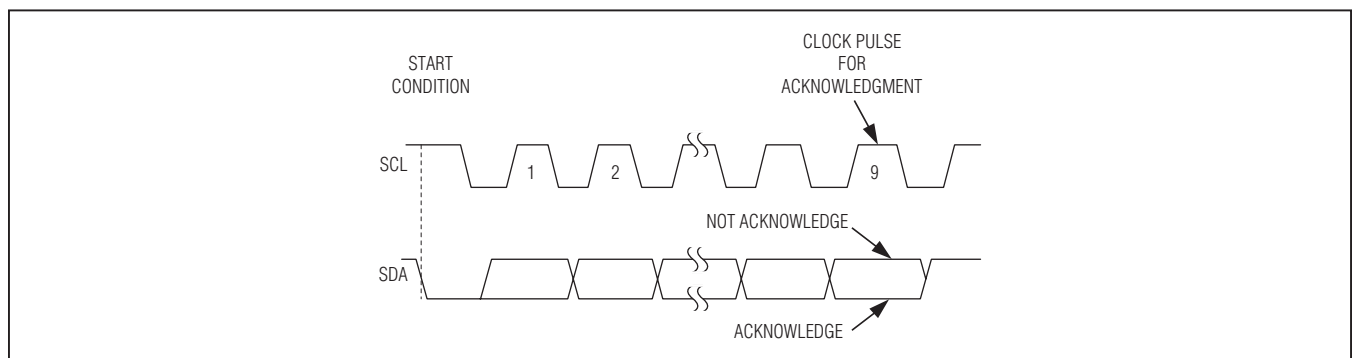 START
CONDITION
CLOCK PULSE
FOR
ACKNOWLEDGMENT
SCL
1
2
9
NOT ACKNOWLEDGE
SDA
ACKNOWLEDGE